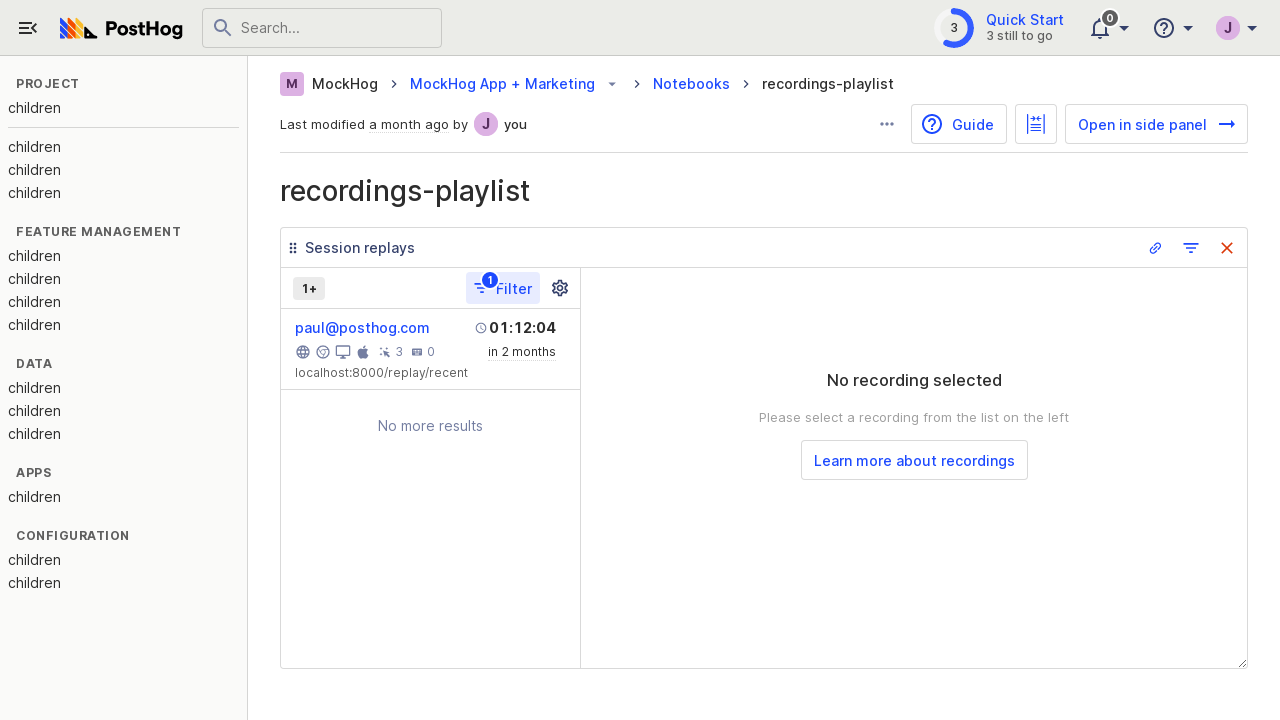 PostHog
Search...
3
Quick Start
3 still to go
0
J
PROJECT
children
children
children
children
FEATURE MANAGEMENT
children
children
children
children
DATA
children
children
children
APPS
children
CONFIGURATION
children
children
M MockHog MockHog App + Marketing Notebooks recordings-playlist
Last modified a month ago by J you
Guide
Open in side panel
recordings-playlist
Session replays
1+
1
Filter
paul@posthog.com
01:12:04
3 0
in 2 months
localhost:8000/replay/recent
No more results
No recording selected
Please select a recording from the list on the left
Learn more about recordings